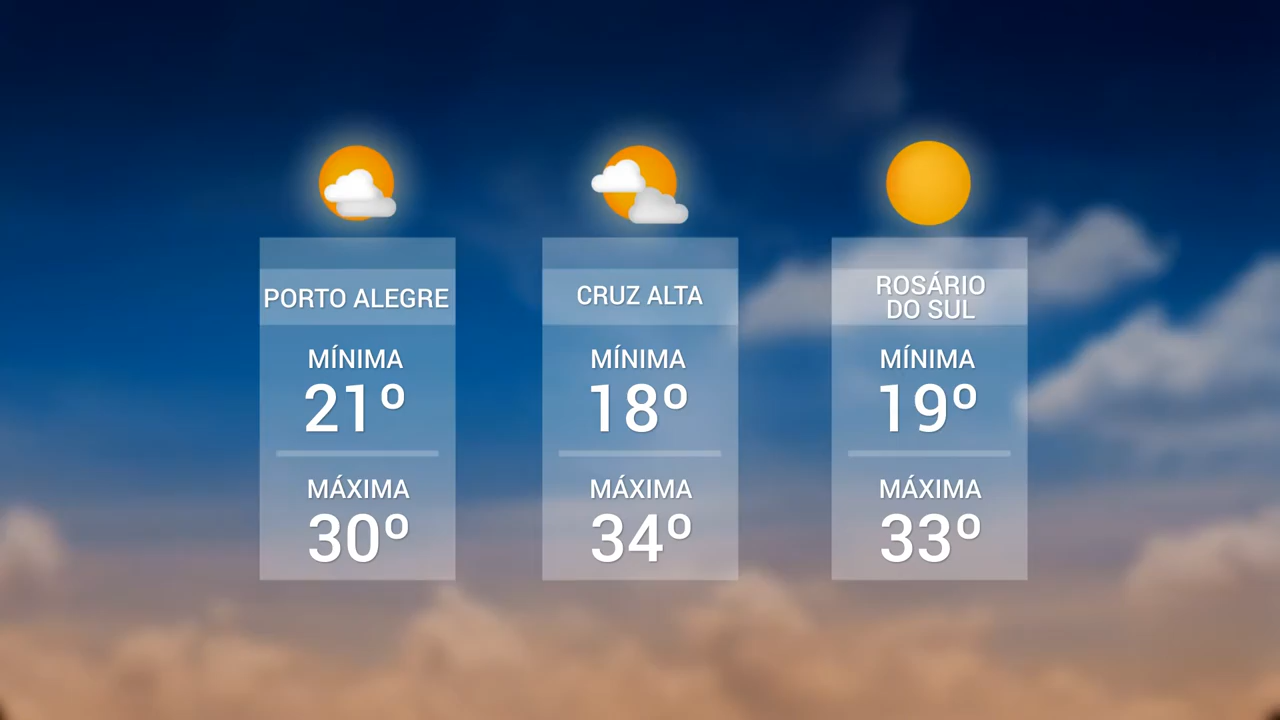 PORTO ALEGRE
MÍNIMA
21º
MÁXIMA
30º
CRUZ ALTA
MÍNIMA
18º
MÁXIMA
34º
ROSÁRIO
DO SUL
MÍNIMA
19º
MÁXIMA
33º